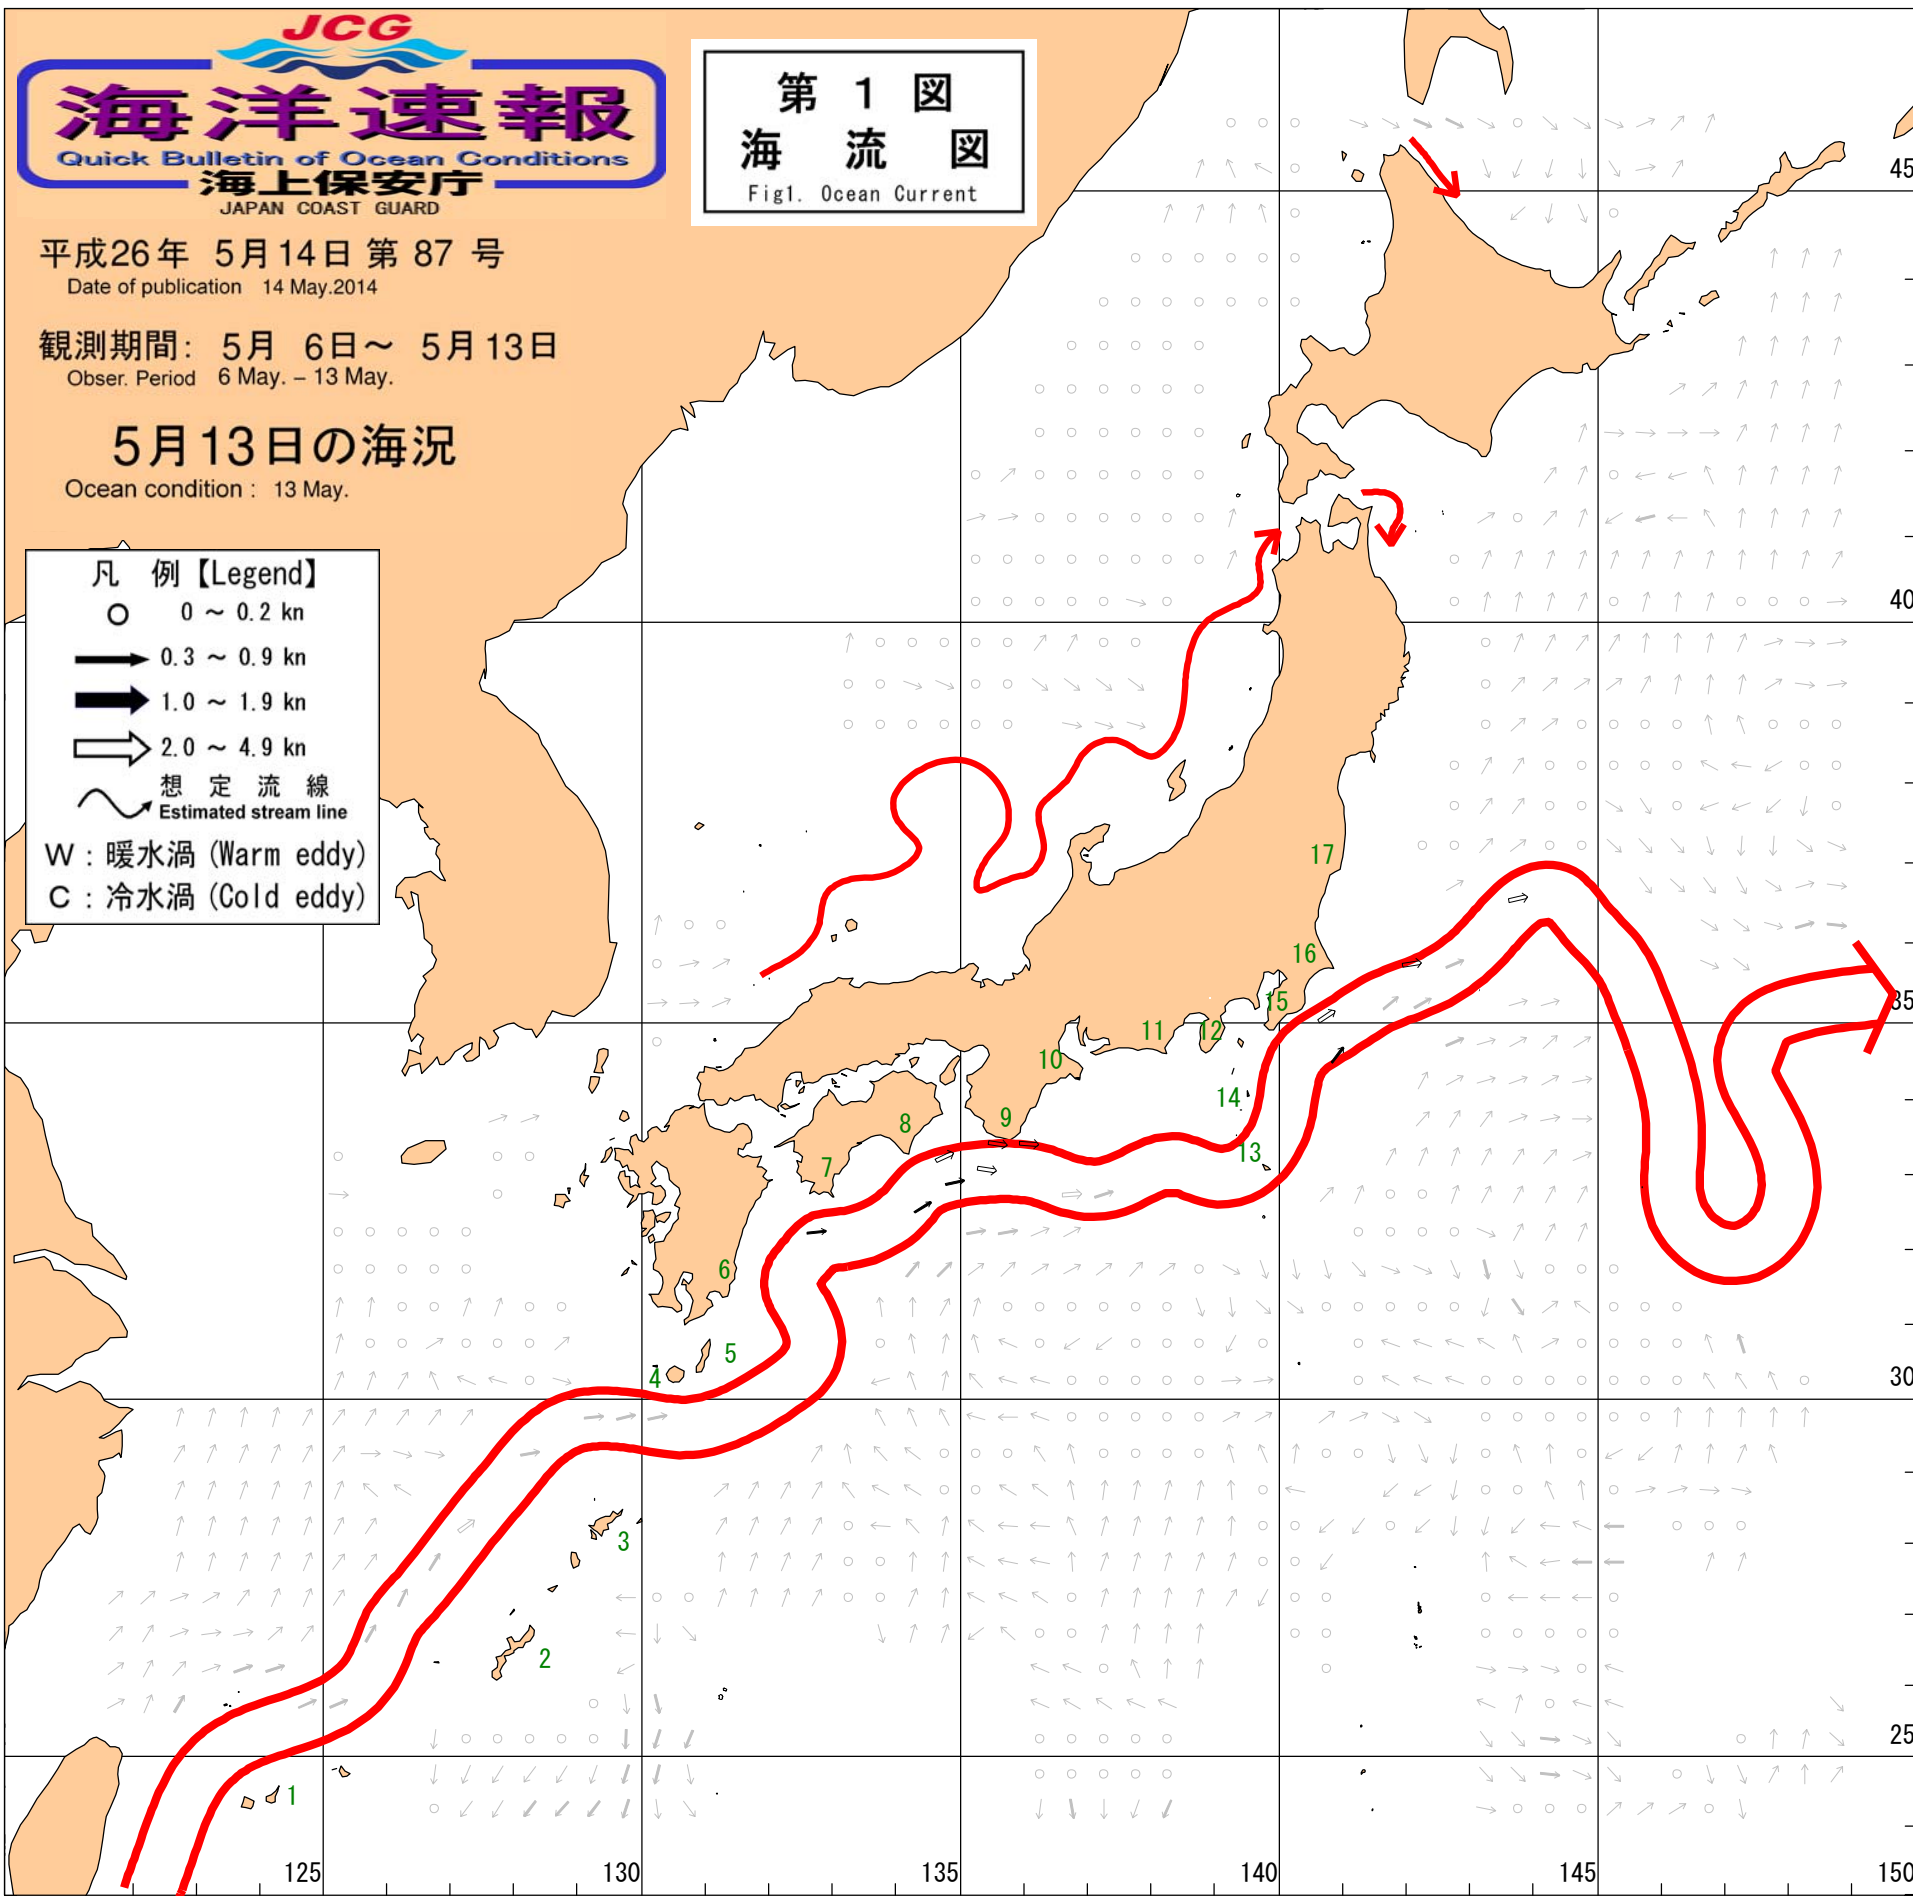 JCG
海洋速報
Quick Bulletin of Ocean Conditions
海上保安庁
JAPAN COAST GUARD
第 1 図
海 流 図
Fig1. Ocean Current
平成26年 5月14日 第 87 号
Date of publication 14 May.2014
観測期間: 5月 6日～ 5月13日
Obser. Period 6 May. – 13 May.
5月13日の海況
Ocean condition : 13 May.
凡 例【Legend】
0 ～ 0.2 kn
0.3 ～ 0.9 kn
1.0 ～ 1.9 kn
2.0 ～ 4.9 kn
想 定 流 線
Estimated stream line
W : 暖水渦 (Warm eddy)
C : 冷水渦 (Cold eddy)
45
40
35
30
25
17
16
15
12
11
10
14
13
9
8
7
6
5
4
3
2
1
125
130
135
140
145
150